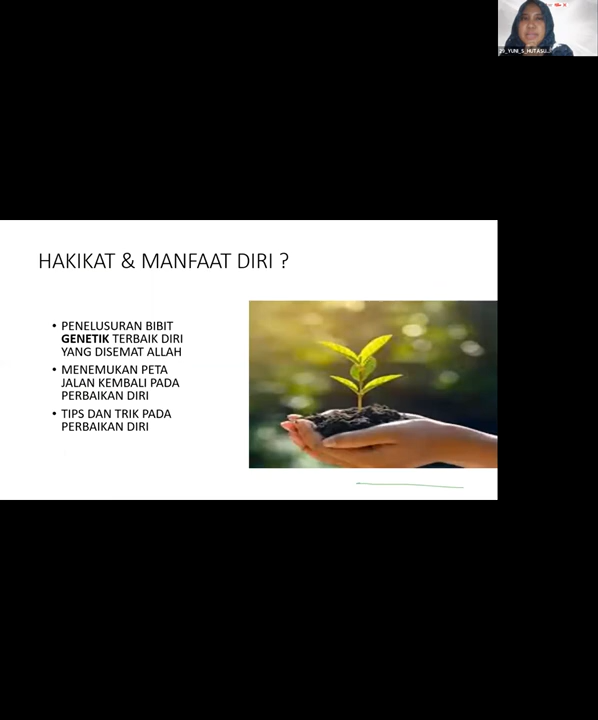 29_YUNI_S_HUTASU...
HAKIKAT & MANFAAT DIRI ?
• PENELUSURAN BIBIT
GENETIK TERBAIK DIRI
YANG DISEMAT ALLAH
• MENEMUKAN PETA
JALAN KEMBALI PADA
PERBAIKAN DIRI
• TIPS DAN TRIK PADA
PERBAIKAN DIRI